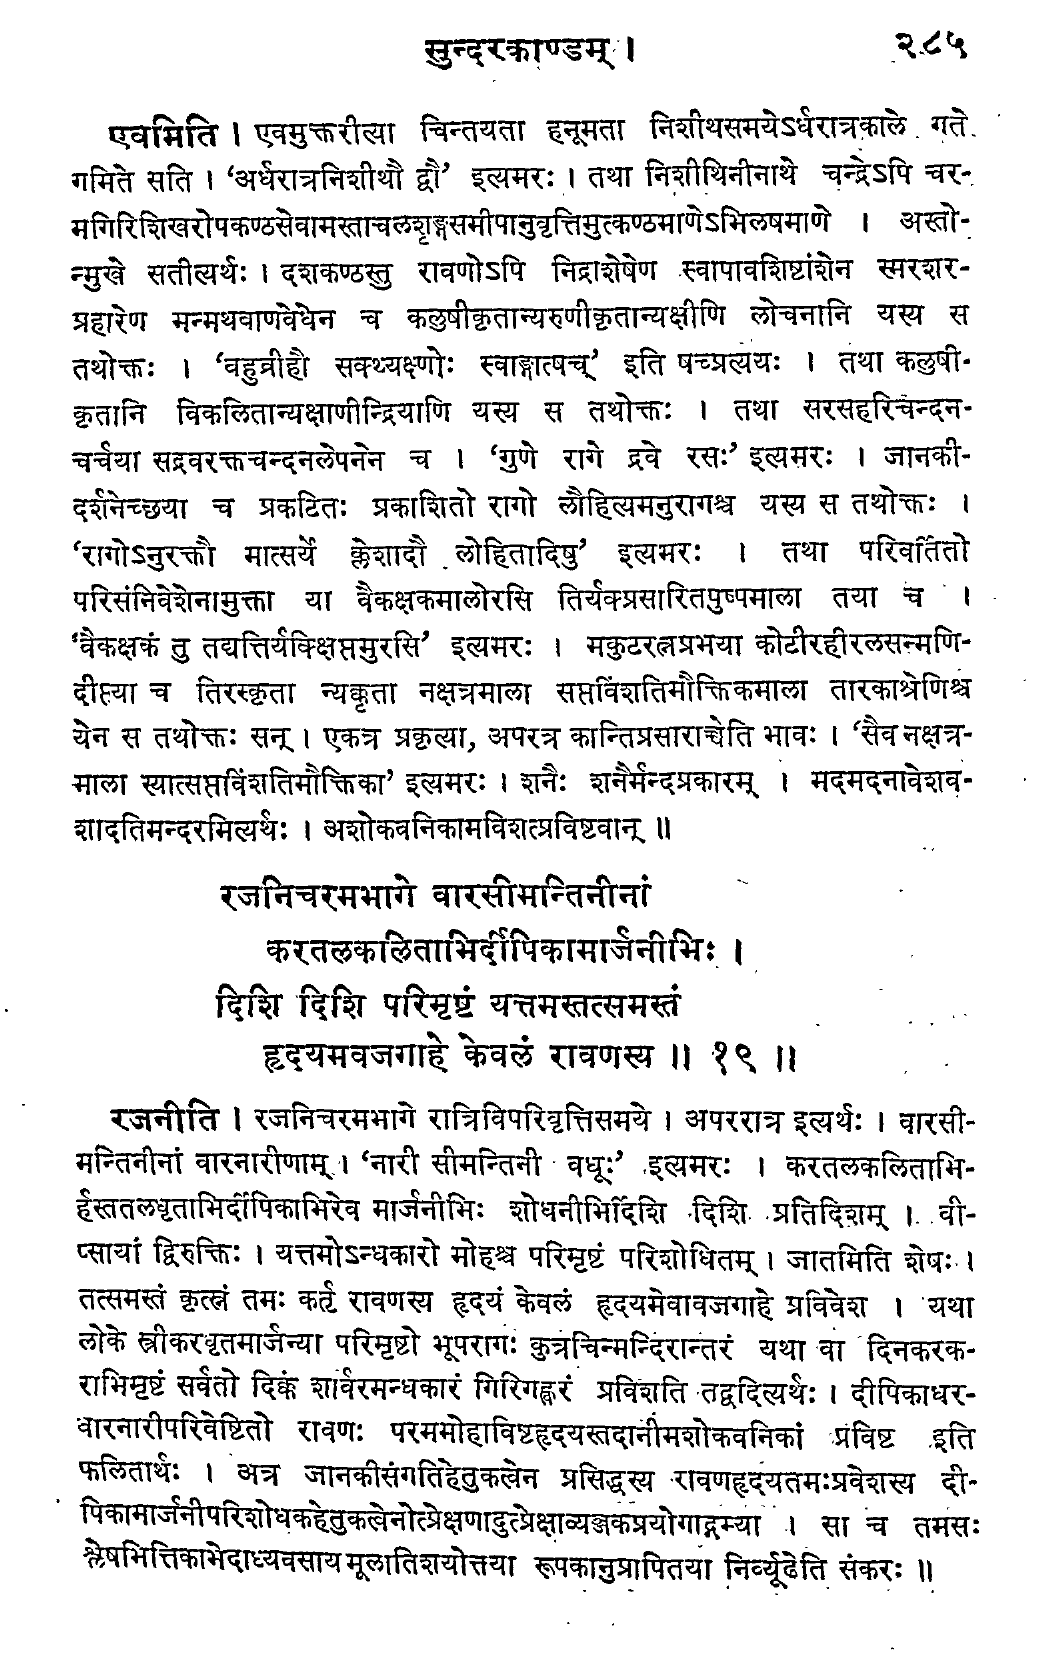 सुन्दरकाण्डम् ।
२८५
एवमिति । एवमुक्तरीत्या चिन्तयता हनूमता निशीथसमयेऽर्धरात्रकाले गते
गमिते सति । ‘अर्धरात्रनिशीथौ द्वौ’ इत्यमरः । तथा निशीथिनीनाथे चन्द्रेऽपि चर-
मगिरिशिखरोपकण्ठसेवामस्ताचलशृङ्गसमीपानुवृत्तिमुत्कण्ठमाणेऽभिलषमाणे । अस्तो-
न्मुखे सतीत्यर्थः । दशकण्ठस्तु रावणोऽपि निद्राशेषेण स्वापावशिष्टांशेन स्मरशर-
प्रहारेण मन्मथबाणवेधेन च कलुषीकृतान्यरुणीकृतान्यक्षीणि लोचनानि यस्य स
तथोक्तः । ‘बहुव्रीहौ सक्थ्यक्ष्णोः स्वाङ्गात्षच्’ इति षच्प्रत्ययः । तथा कलुषी-
कृतानि विकलितान्यक्षाणीन्द्रियाणि यस्य स तथोक्तः । तथा सरसहरिचन्दन-
चर्चया सद्रवरक्तचन्दनलेपनेन च । ‘गुणे रागे द्रवे रसः’ इत्यमरः । जानकी-
दर्शनेच्छया च प्रकटितः प्रकाशितो रागो लौहित्यमनुरागश्च यस्य स तथोक्तः ।
‘रागोऽनुरक्तौ मात्सर्ये क्लेशादौ लोहितादिषु’ इत्यमरः । तथा परिवर्तितो
परिसंनिवेशेनामुक्ता या वैकक्षकमालोरसि तिर्यक्प्रसारितपुष्पमाला तया च ।
‘वैकक्षकं तु तद्यत्तिर्यक्क्षिप्तमुरसि’ इत्यमरः । मकुटरत्नप्रभया कोटीरहीरलसन्मणि-
दीप्त्या च तिरस्कृता न्यक्कृता नक्षत्रमाला सप्तविंशतिमौक्तिकमाला तारकाश्रेणिश्च
येन स तथोक्तः सन् । एकत्र प्रकृत्या, अपरत्र कान्तिप्रसाराच्चेति भावः । ‘सैव नक्षत्र-
माला स्यात्सप्तविंशतिमौक्तिका’ इत्यमरः । शनैः शनैर्मन्दप्रकारम् । मदमदनावेशव-
शादतिमन्दरमित्यर्थः । अशोकवनिकामविशत्प्रविष्टवान् ॥
रजनिचरमभागे वारसीमन्तिनीनां
करतलकलिताभिर्दीपिकामार्जनीभिः ।
दिशि दिशि परिमृष्टं यत्तमस्तत्समस्तं
हृदयमवजगाहे केवलं रावणस्य ॥ १९ ॥
रजनीति । रजनिचरमभागे रात्रिविपरिवृत्तिसमये । अपररात्र इत्यर्थः । वारसी-
मन्तिनीनां वारनारीणाम् । ‘नारी सीमन्तिनी वधूः’ इत्यमरः । करतलकलिताभि-
र्हस्ततलधृताभिर्दीपिकाभिरेव मार्जनीभिः शोधनीभिर्दिशि दिशि प्रतिदिशम् । वी-
प्सायां द्विरुक्तिः । यत्तमोऽन्धकारो मोहश्च परिमृष्टं परिशोधितम् । जातमिति शेषः ।
तत्समस्तं कृत्स्नं तमः कर्तृ रावणस्य हृदयं केवलं हृदयमेवावजगाहे प्रविवेश । यथा
लोके स्त्रीकरधृतमार्जन्या परिमृष्टो भूपरागः कुत्रचिन्मन्दिरान्तरं यथा वा दिनकरक-
राभिमृष्टं सर्वतो दिक्कं शार्वरमन्धकारं गिरिगह्वरं प्रविशति तद्वदित्यर्थः । दीपिकाधर-
वारनारीपरिवेष्टितो रावणः परममोहाविष्टहृदयस्तदानीमशोकवनिकां प्रविष्ट इति
फलितार्थः । अत्र जानकीसंगतिहेतुकत्वेन प्रसिद्धस्य रावणहृदयतमःप्रवेशस्य दी-
पिकामार्जनीपरिशोधकहेतुकत्वेनोत्प्रेक्षणादुत्प्रेक्षाव्यञ्जकप्रयोगाद्गम्या । सा च तमसः
श्लेषभित्तिकाभेदाध्यवसायमूलातिशयोत्तया रूपकानुप्रापितया निर्व्यूढेति संकरः ॥